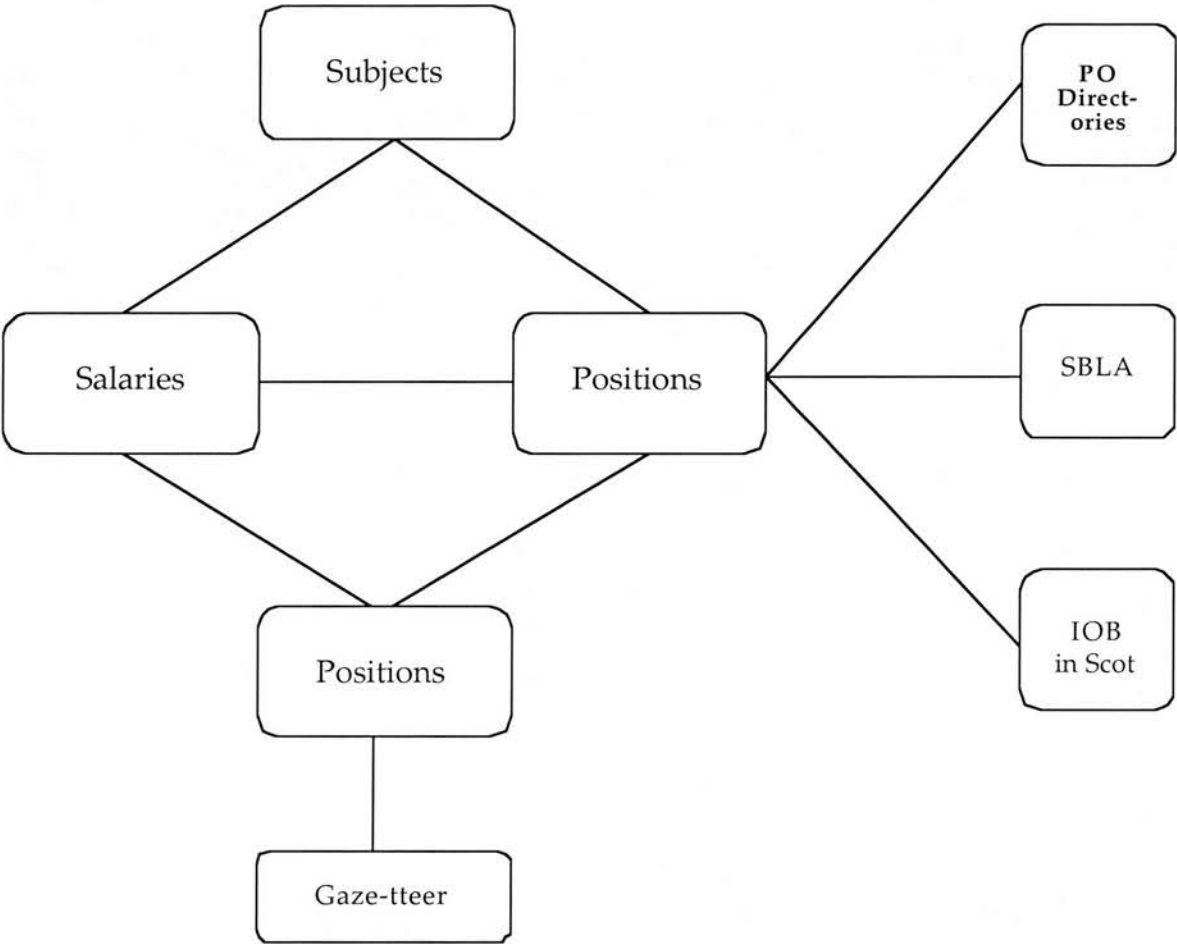 Subjects
PO
Direct-
ories
Salaries
Positions
SBLA
Positions
IOB
in Scot
Gaze-tteer